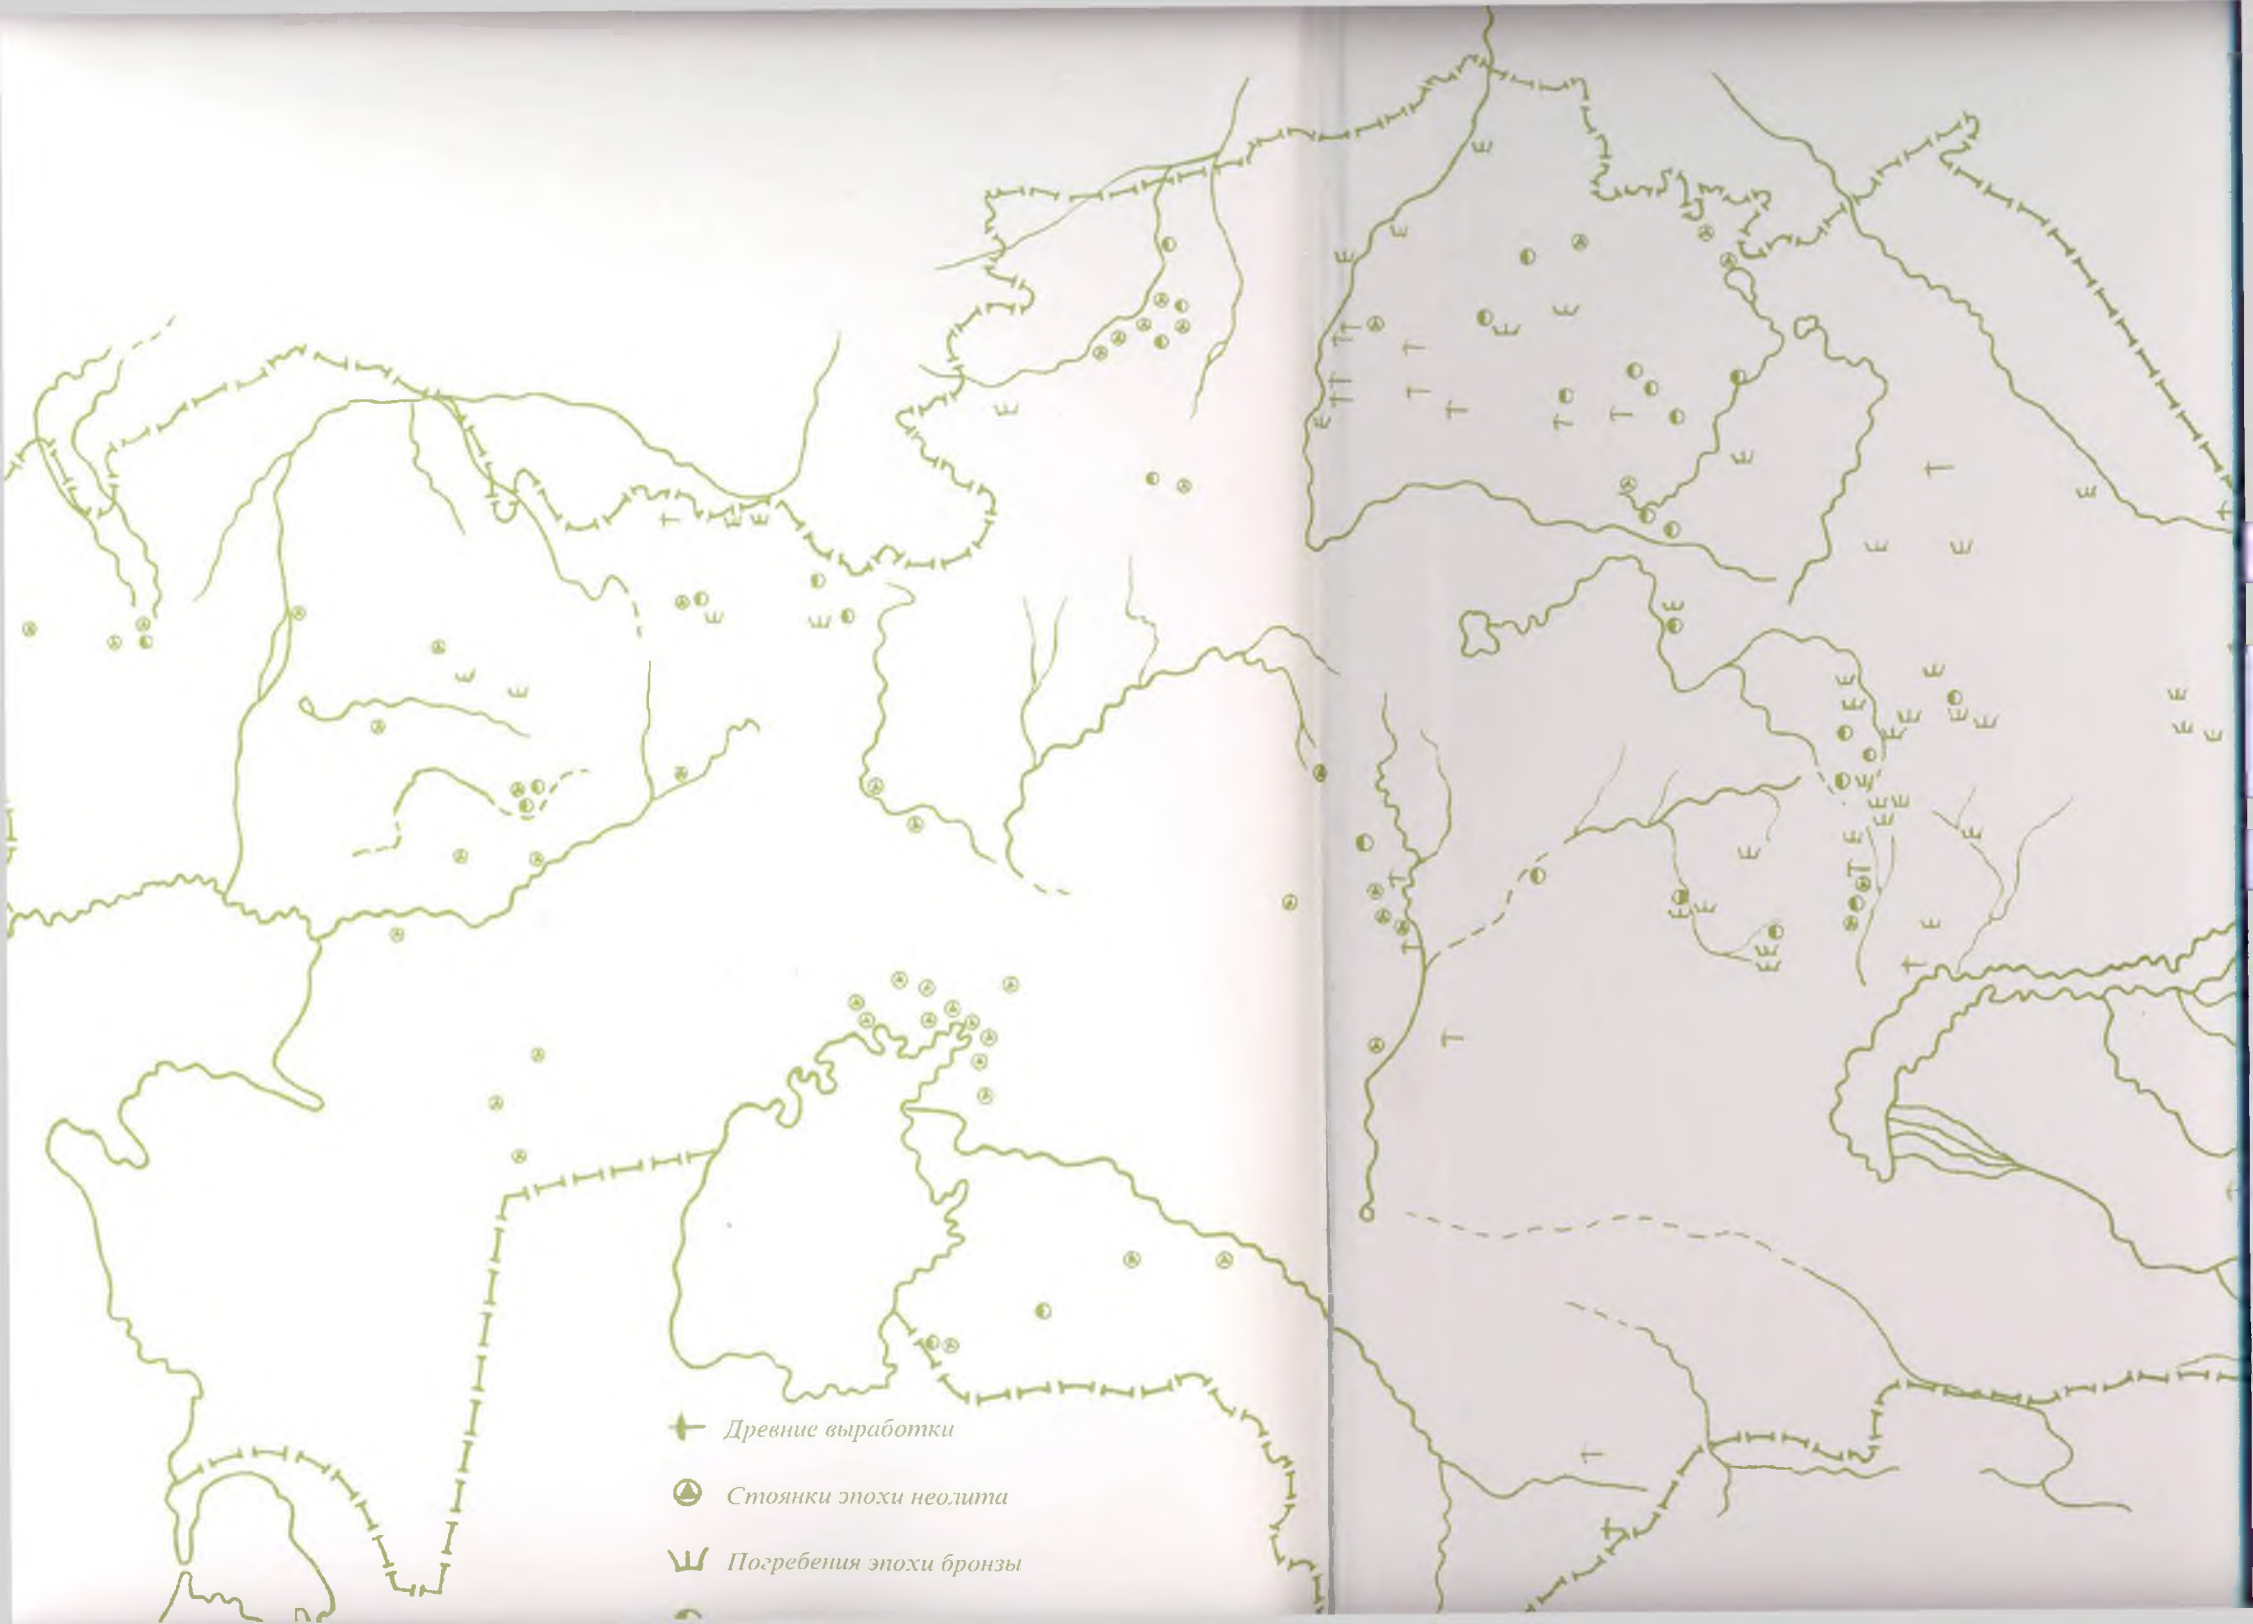 Древние выработки
Стоянки эпохи неолита
Погребения эпохи бронзы